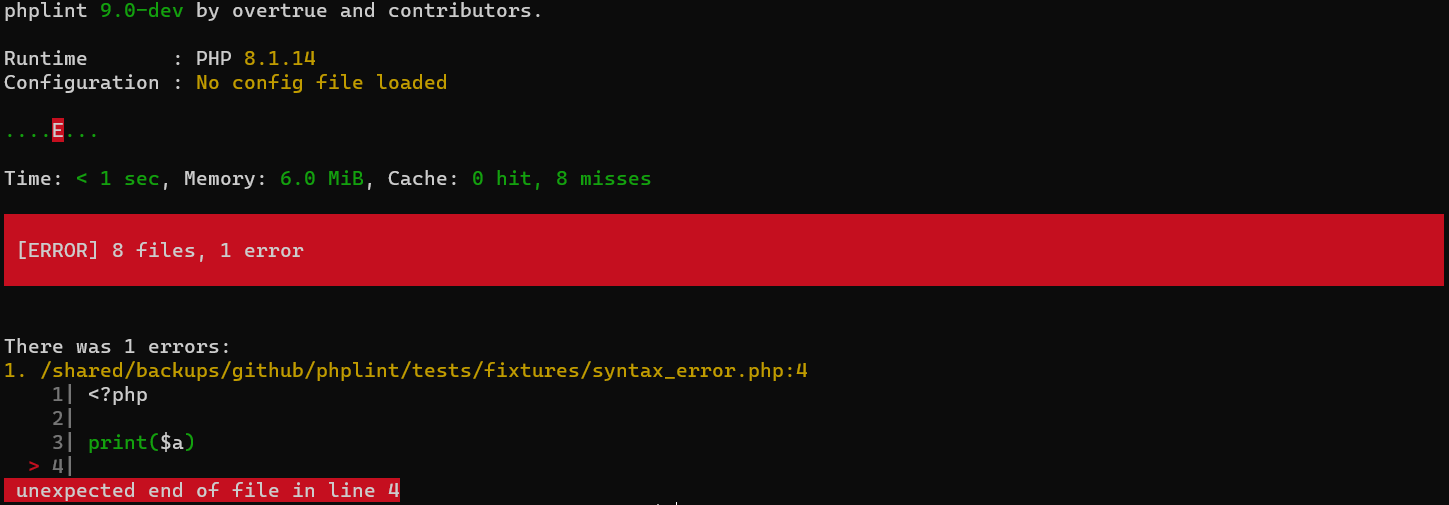 phplint 9.0-dev by overtrue and contributors.
Runtime       : PHP 8.1.14
Configuration : No config file loaded
....E...
Time: < 1 sec, Memory: 6.0 MiB, Cache: 0 hit, 8 misses
[ERROR] 8 files, 1 error
There was 1 errors:
1. /shared/backups/github/phplint/tests/fixtures/syntax_error.php:4
    1| <?php
    2|
    3| print($a)
  > 4|
 unexpected end of file in line 4